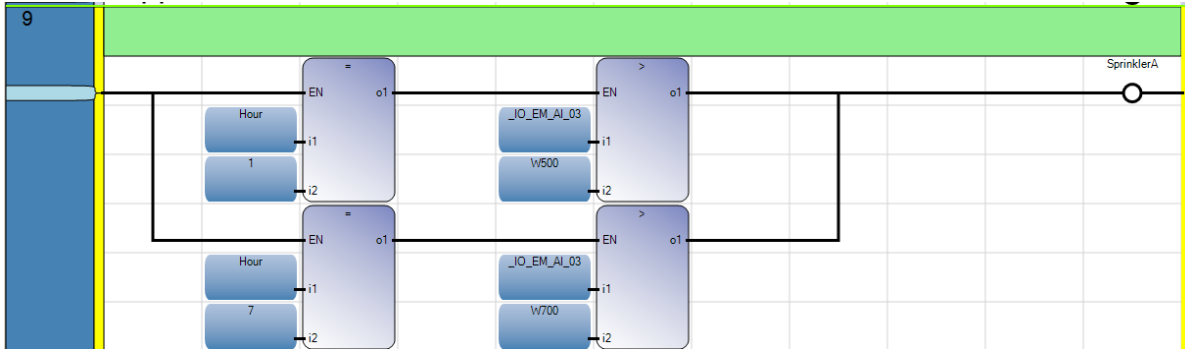 9
SprinklerA
= >
EN o1 EN o1
Hour _IO_EM_AI_03
i1 i1
1 W500
i2 i2
= >
EN o1 EN o1
Hour _IO_EM_AI_03
i1 i1
7 W700
i2 i2